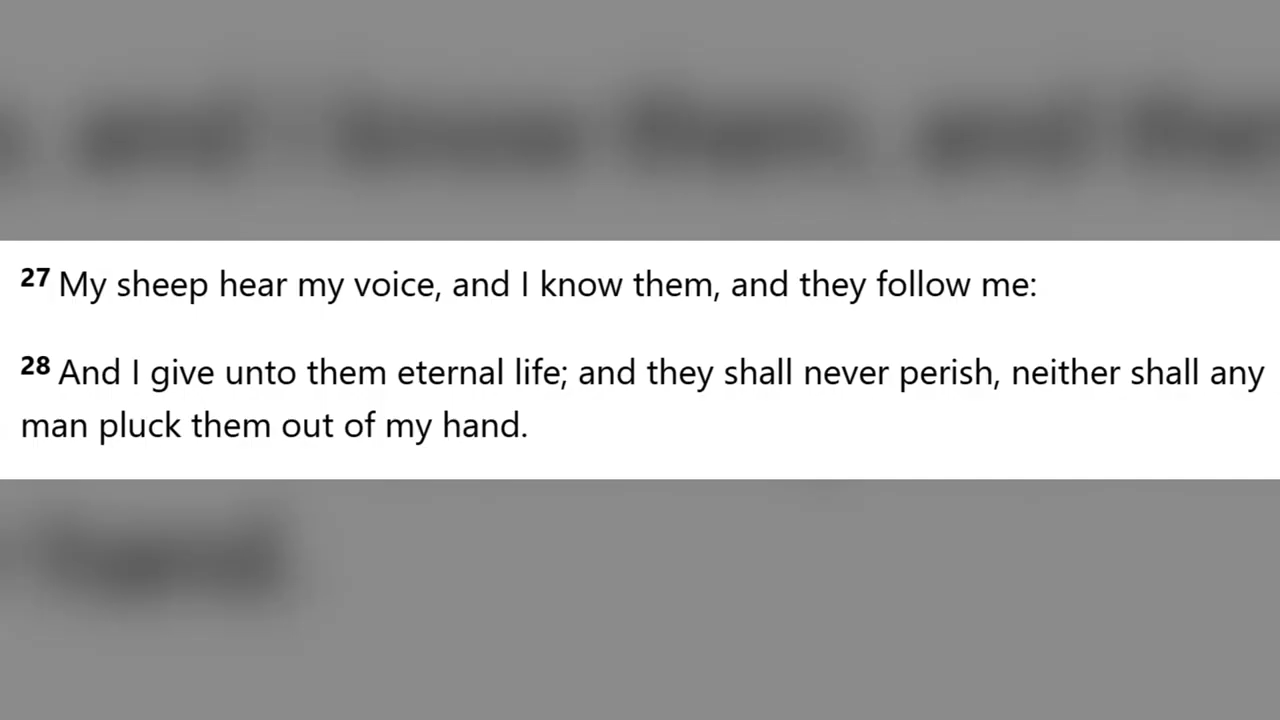 27 My sheep hear my voice, and I know them, and they follow me:
28 And I give unto them eternal life; and they shall never perish, neither shall any
man pluck them out of my hand.